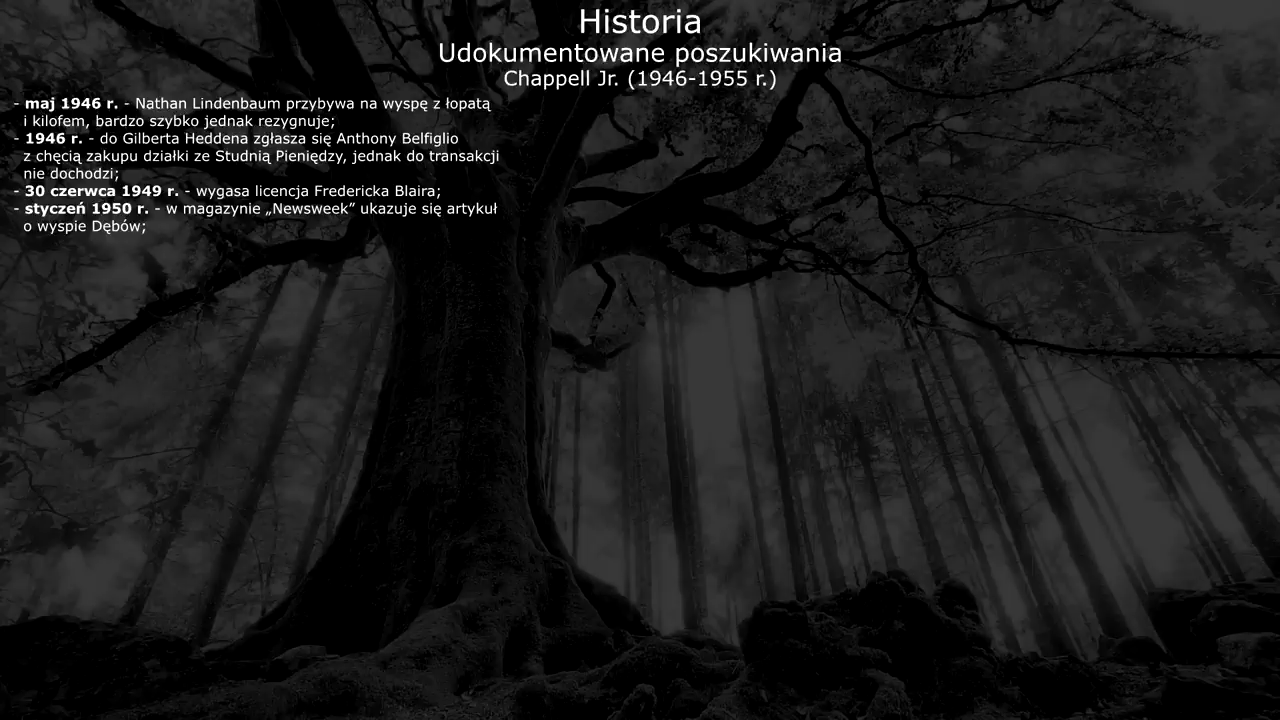 Historia
Udokumentowane poszukiwania
Chappell Jr. (1946-1955 r.)
- maj 1946 r. - Nathan Lindenbaum przybywa na wyspę z łopatą
i kilofem, bardzo szybko jednak rezygnuje;
- 1946 r. - do Gilberta Heddena zgłasza się Anthony Belfiglio
z chęcią zakupu działki ze Studnią Pieniędzy, jednak do transakcji
nie dochodzi;
- 30 czerwca 1949 r. - wygasa licencja Fredericka Blaira;
- styczeń 1950 r. - w magazynie „Newsweek” ukazuje się artykuł
o wyspie Dębów;